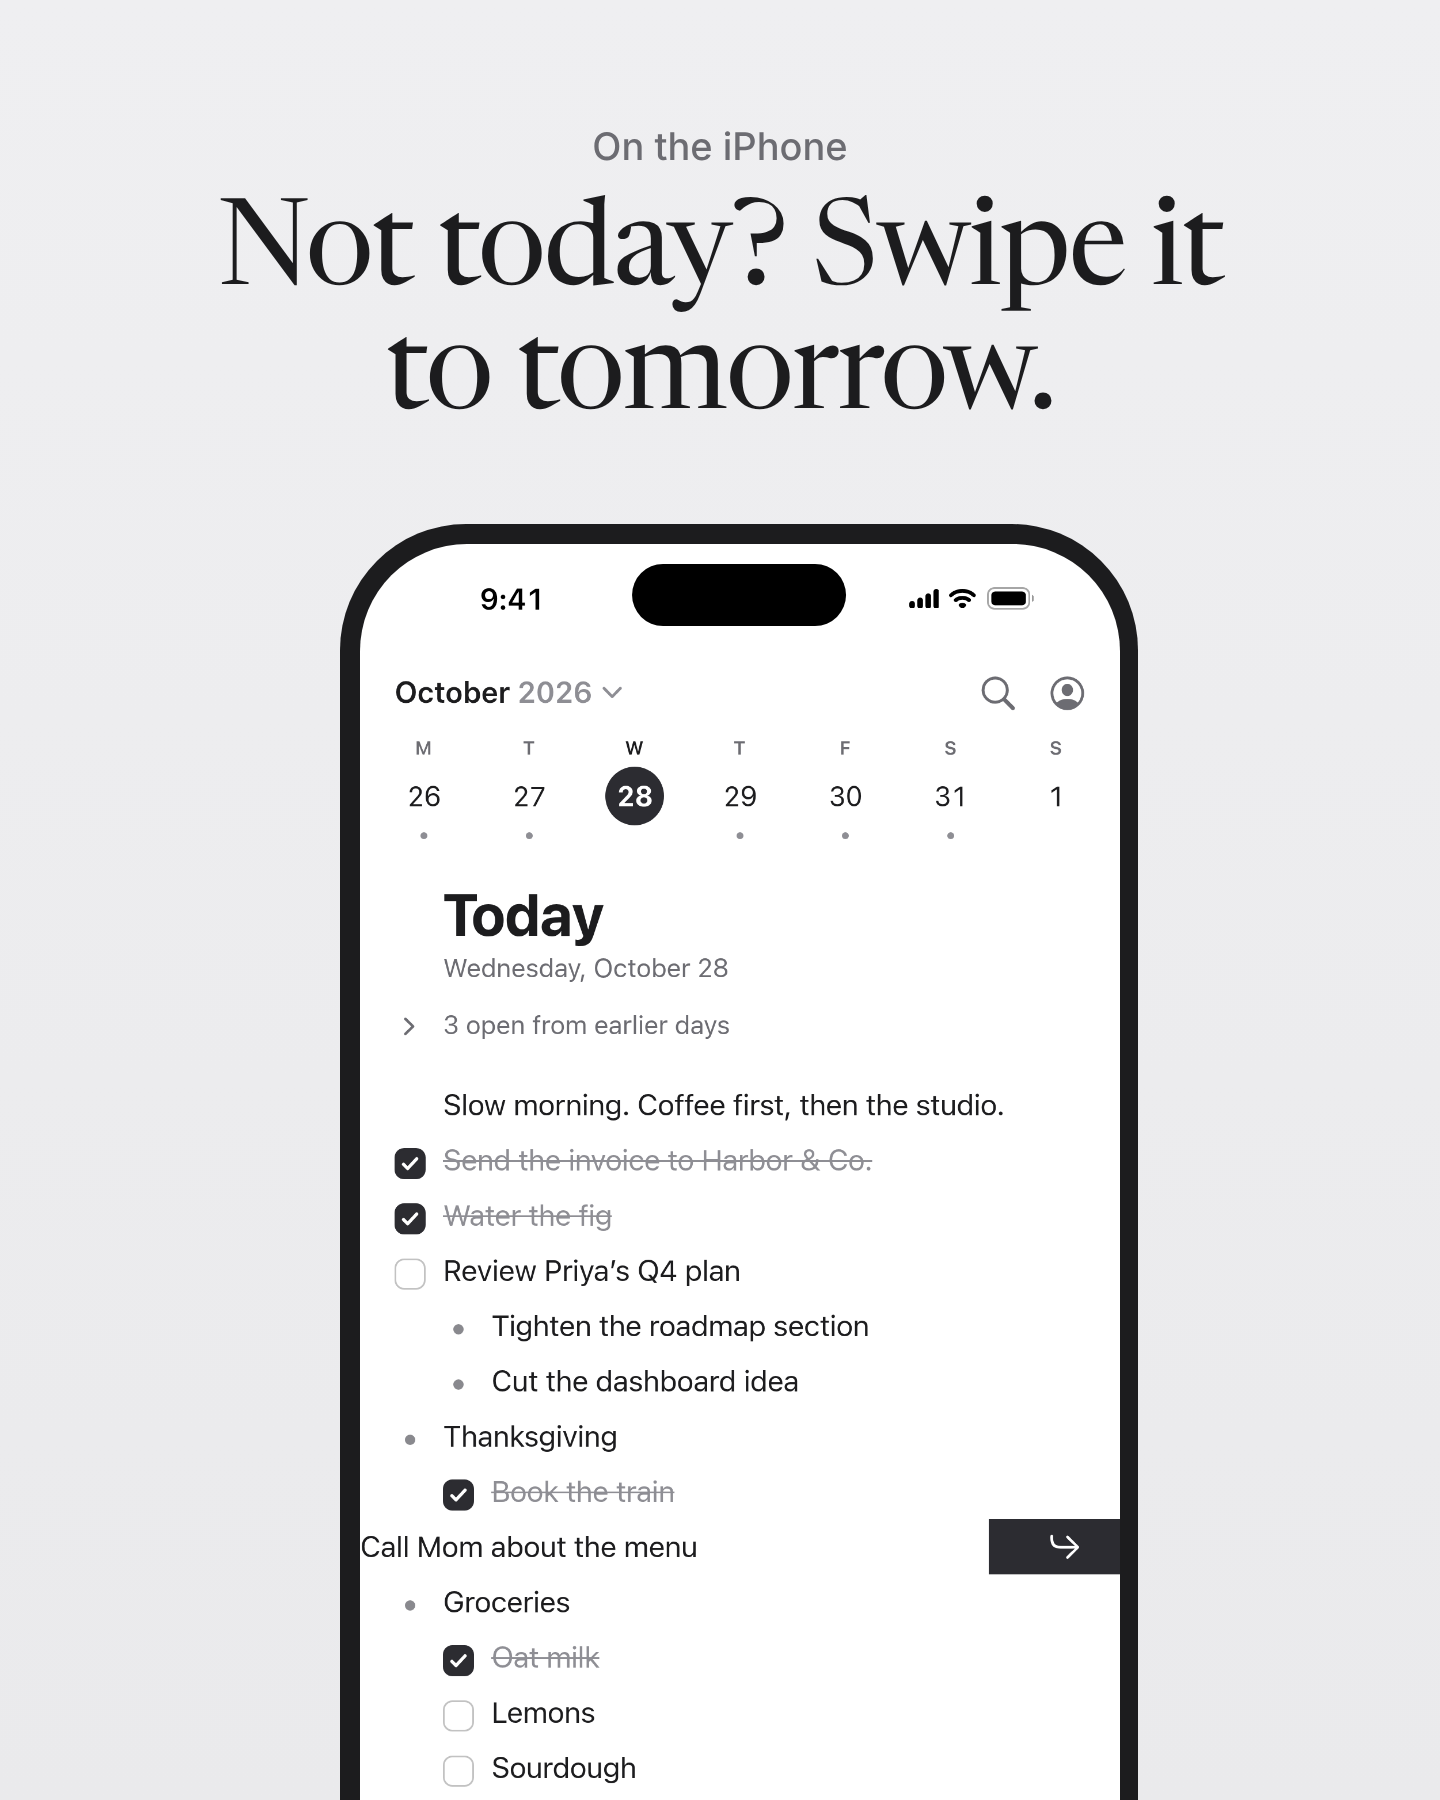 On the iPhone
Not today? Swipe it
to tomorrow.
9:41
October 2026
M T W T F S S
26 27 28 29 30 31 1
Today
Wednesday, October 28
3 open from earlier days
Slow morning. Coffee first, then the studio.
Send the invoice to Harbor & Co.
Water the fig
Review Priya’s Q4 plan
Tighten the roadmap section
Cut the dashboard idea
Thanksgiving
Book the train
Call Mom about the menu
Groceries
Oat milk
Lemons
Sourdough